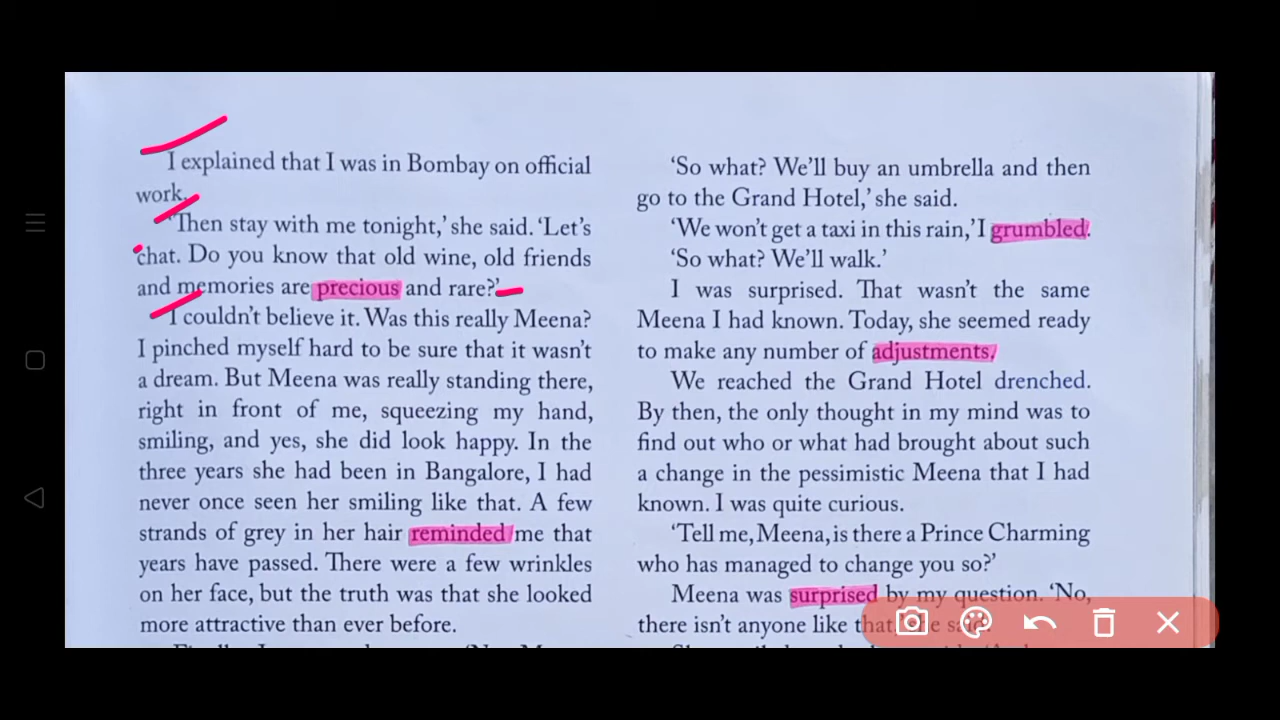 I explained that I was in Bombay on official
work.
'Then stay with me tonight,' she said. 'Let's
chat. Do you know that old wine, old friends
and memories are precious and rare?'
I couldn't believe it. Was this really Meena?
I pinched myself hard to be sure that it wasn't
a dream. But Meena was really standing there,
right in front of me, squeezing my hand,
smiling, and yes, she did look happy. In the
three years she had been in Bangalore, I had
never once seen her smiling like that. A few
strands of grey in her hair reminded me that
years have passed. There were a few wrinkles
on her face, but the truth was that she looked
more attractive than ever before.
'So what? We'll buy an umbrella and then
go to the Grand Hotel,' she said.
'We won't get a taxi in this rain,' I grumbled.
'So what? We'll walk.'
I was surprised. That wasn't the same
Meena I had known. Today, she seemed ready
to make any number of adjustments.
We reached the Grand Hotel drenched.
By then, the only thought in my mind was to
find out who or what had brought about such
a change in the pessimistic Meena that I had
known. I was quite curious.
'Tell me, Meena, is there a Prince Charming
who has managed to change you so?'
Meena was surprised by my question. 'No,
there isn't anyone like that,' she said.